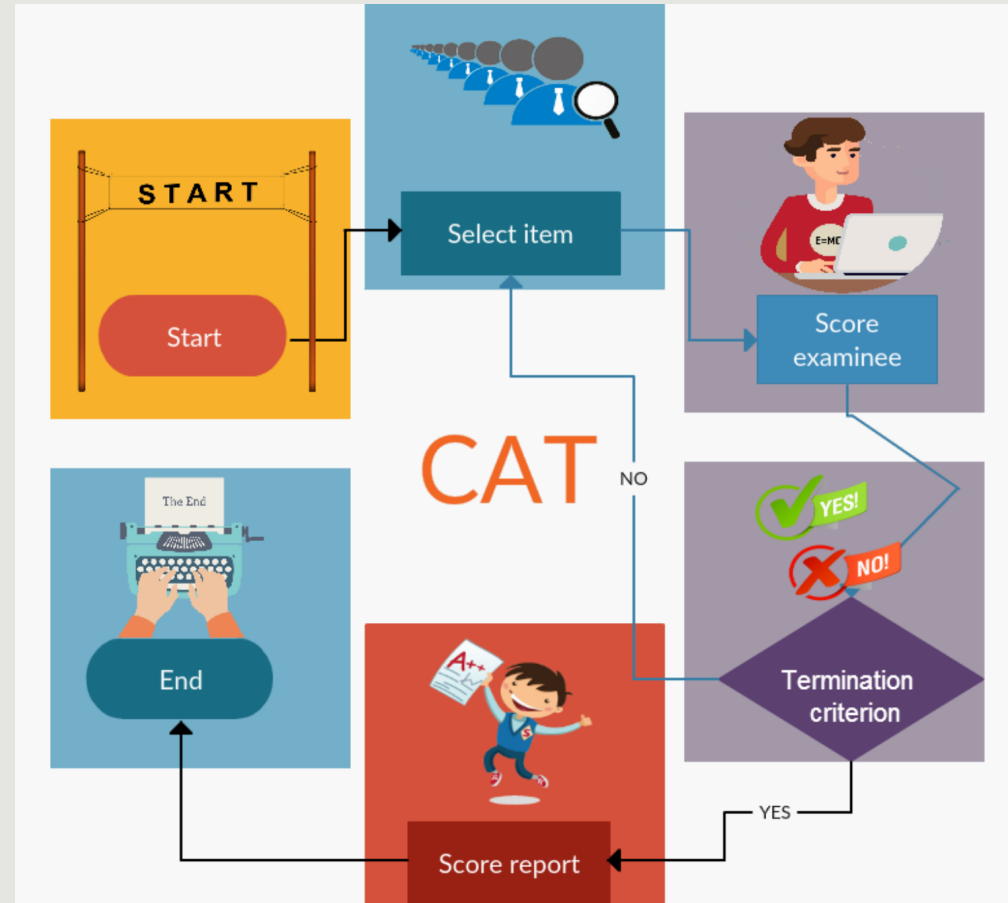 START
Start
Select item
E=MC
Score
examinee
CAT
NO
YES!
NO!
Termination
criterion
YES
A++
S
Score report
The End
End